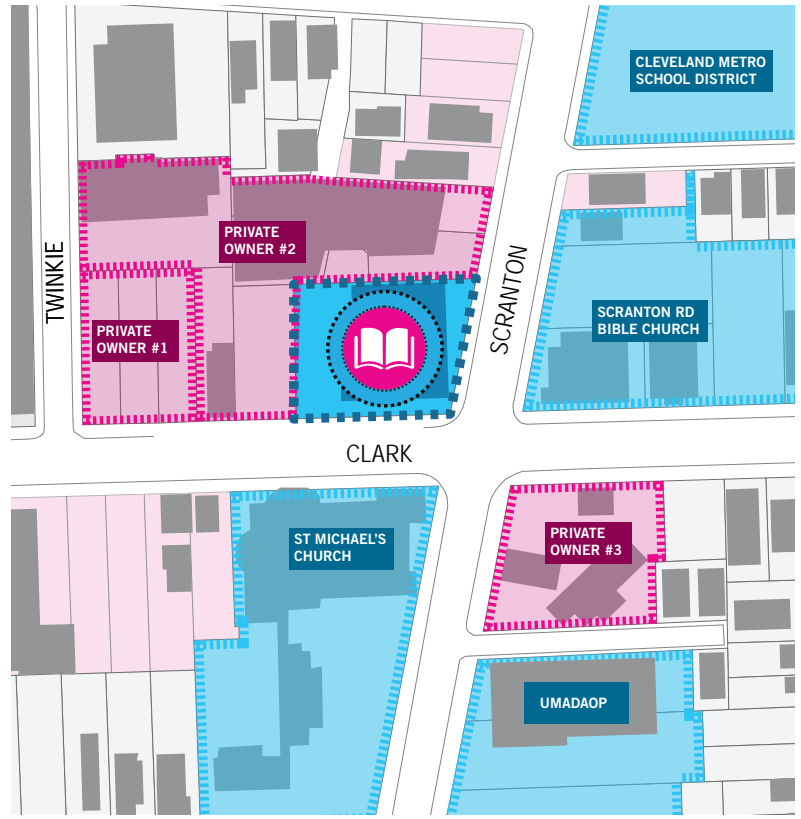 CLEVELAND METRO
SCHOOL DISTRICT
PRIVATE
OWNER #2
TWINKIE
SCRANTON
PRIVATE
OWNER #1
SCRANTON RD
BIBLE CHURCH
CLARK
ST MICHAEL'S
CHURCH
PRIVATE
OWNER #3
UMADAOP